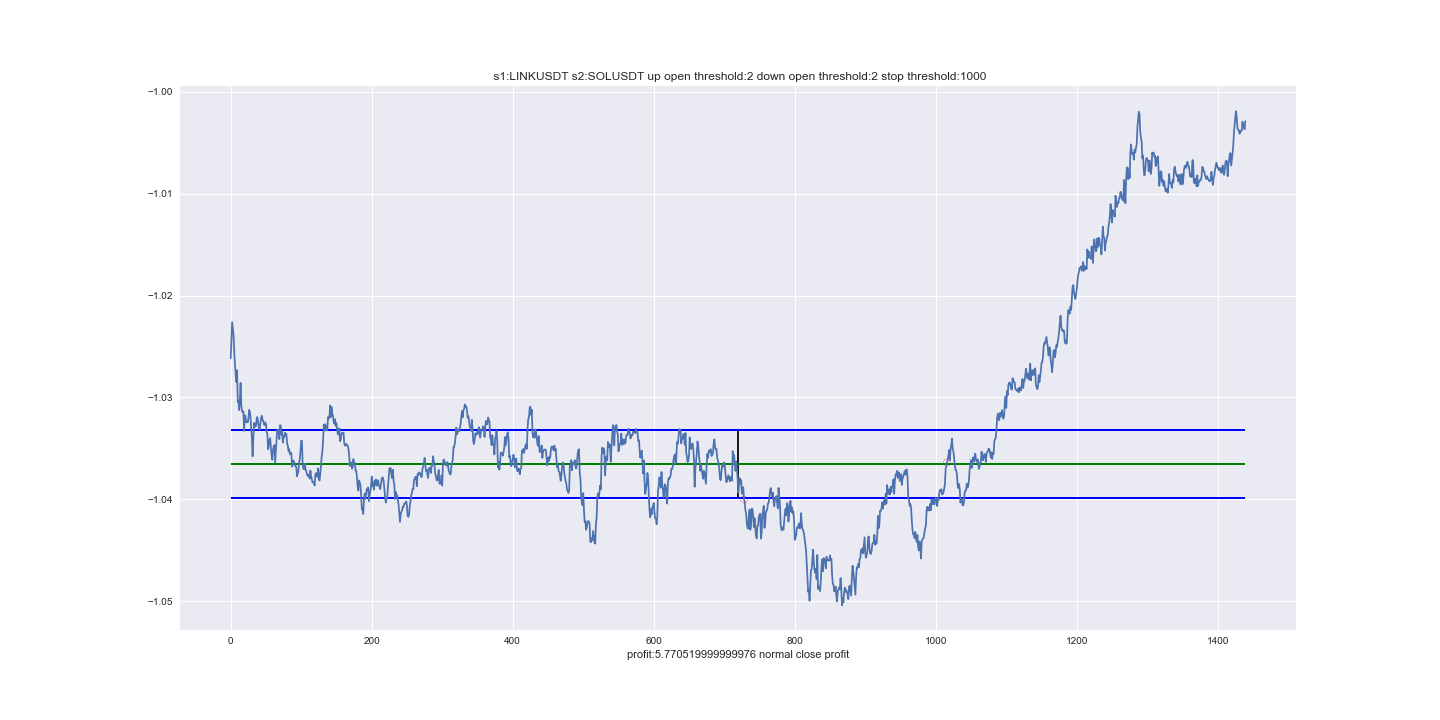 s1:LINKUSDT s2:SOLUSDT up open threshold:2 down open threshold:2 stop threshold:1000
−1.00
−1.01
−1.02
−1.03
−1.04
−1.05
0 200 400 600 800 1000 1200 1400
profit:5.770519999999976 normal close profit